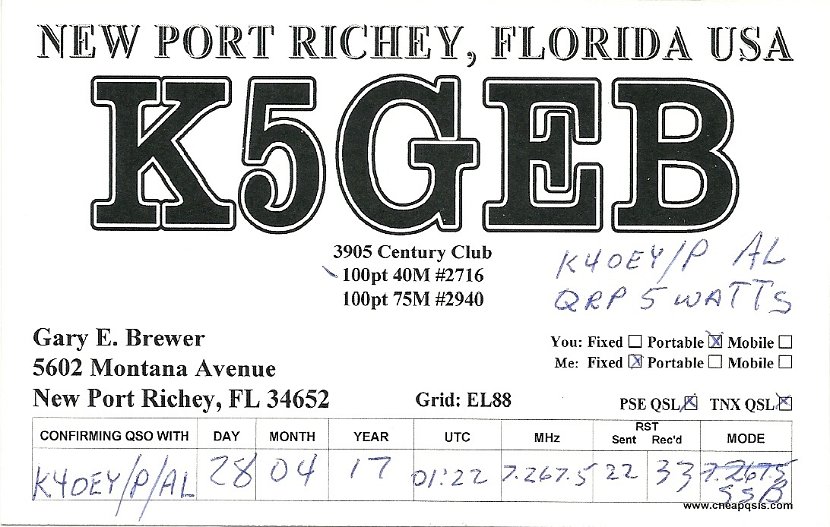 NEW PORT RICHEY, FLORIDA USA
K5GEB
3905 Century Club
100pt 40M #2716
100pt 75M #2940
K4OEY/P AL
QRP 5 WATTS
Gary E. Brewer
5602 Montana Avenue
New Port Richey, FL 34652
Grid: EL88
You: Fixed ☐ Portable ☒ Mobile ☐
Me: Fixed ☒ Portable ☐ Mobile ☐
PSE QSL ☒ TNX QSL ☒
CONFIRMING QSO WITH DAY MONTH YEAR UTC MHz RST Sent Rec'd MODE
K4OEY/P/AL 28 04 17 01:22 7.267.5 22 33 7.267.5
SSB
www.cheapqsls.com